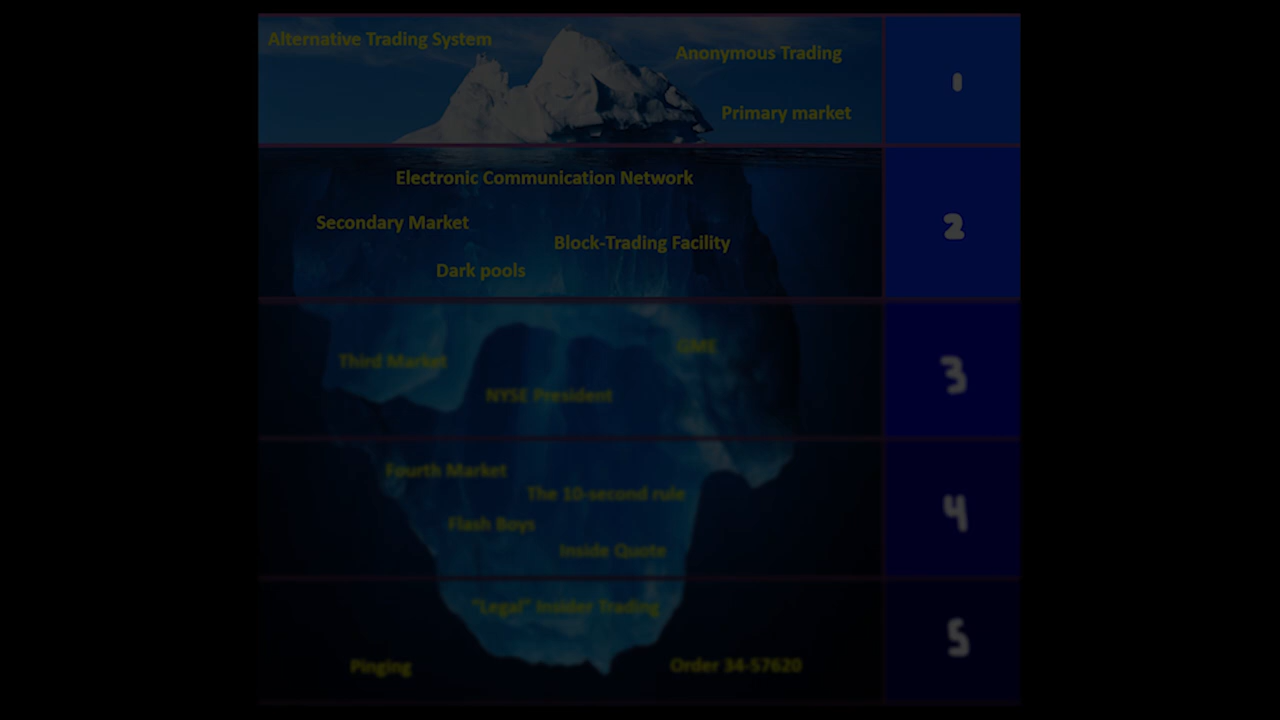 Alternative Trading System
Anonymous Trading
Primary market
1
Electronic Communication Network
Secondary Market
Block-Trading Facility
Dark pools
2
GME
Third Market
NYSE President
3
Fourth Market
The 10-second rule
Flash Boys
Inside Quote
4
"Legal" Insider Trading
Pinging
Order 34-57620
5